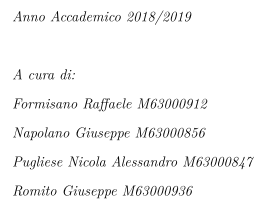 Anno Accademico 2018/2019
A cura di:
Formisano Raffaele M63000912
Napolano Giuseppe M63000856
Pugliese Nicola Alessandro M63000847
Romito Giuseppe M63000936